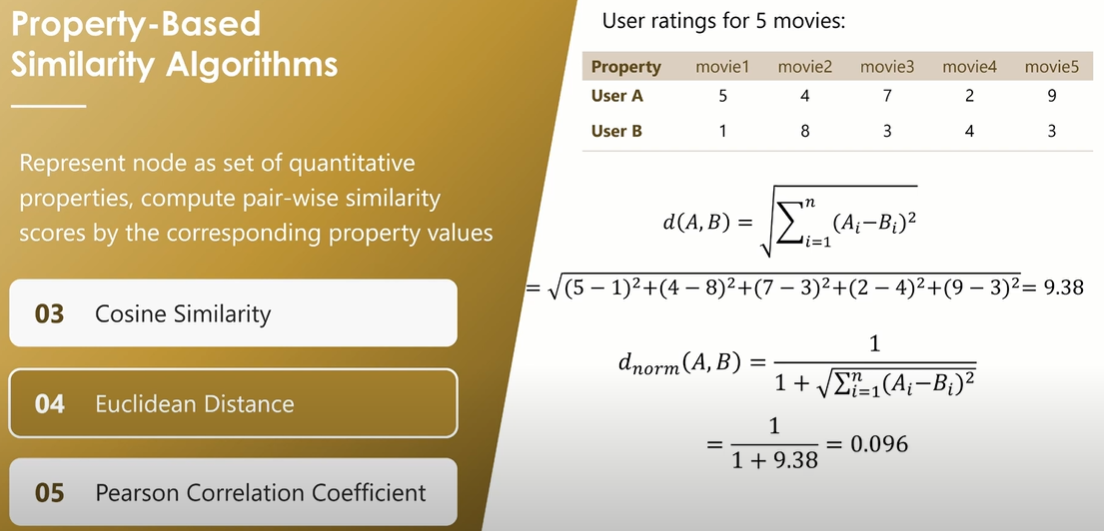 Property-Based
Similarity Algorithms
Represent node as set of quantitative
properties, compute pair-wise similarity
scores by the corresponding property values
03 Cosine Similarity
04 Euclidean Distance
05 Pearson Correlation Coefficient
User ratings for 5 movies:
Property movie1 movie2 movie3 movie4 movie5
User A 5 4 7 2 9
User B 1 8 3 4 3
d(A, B) = √∑ⁿᵢ₌₁(Aᵢ−Bᵢ)²
= √(5 − 1)²+(4 − 8)²+(7 − 3)²+(2 − 4)²+(9 − 3)² = 9.38
dₙₒᵣₘ(A, B) = 1 / (1 + √∑ⁿᵢ₌₁(Aᵢ−Bᵢ)²)
= 1 / (1 + 9.38) = 0.096